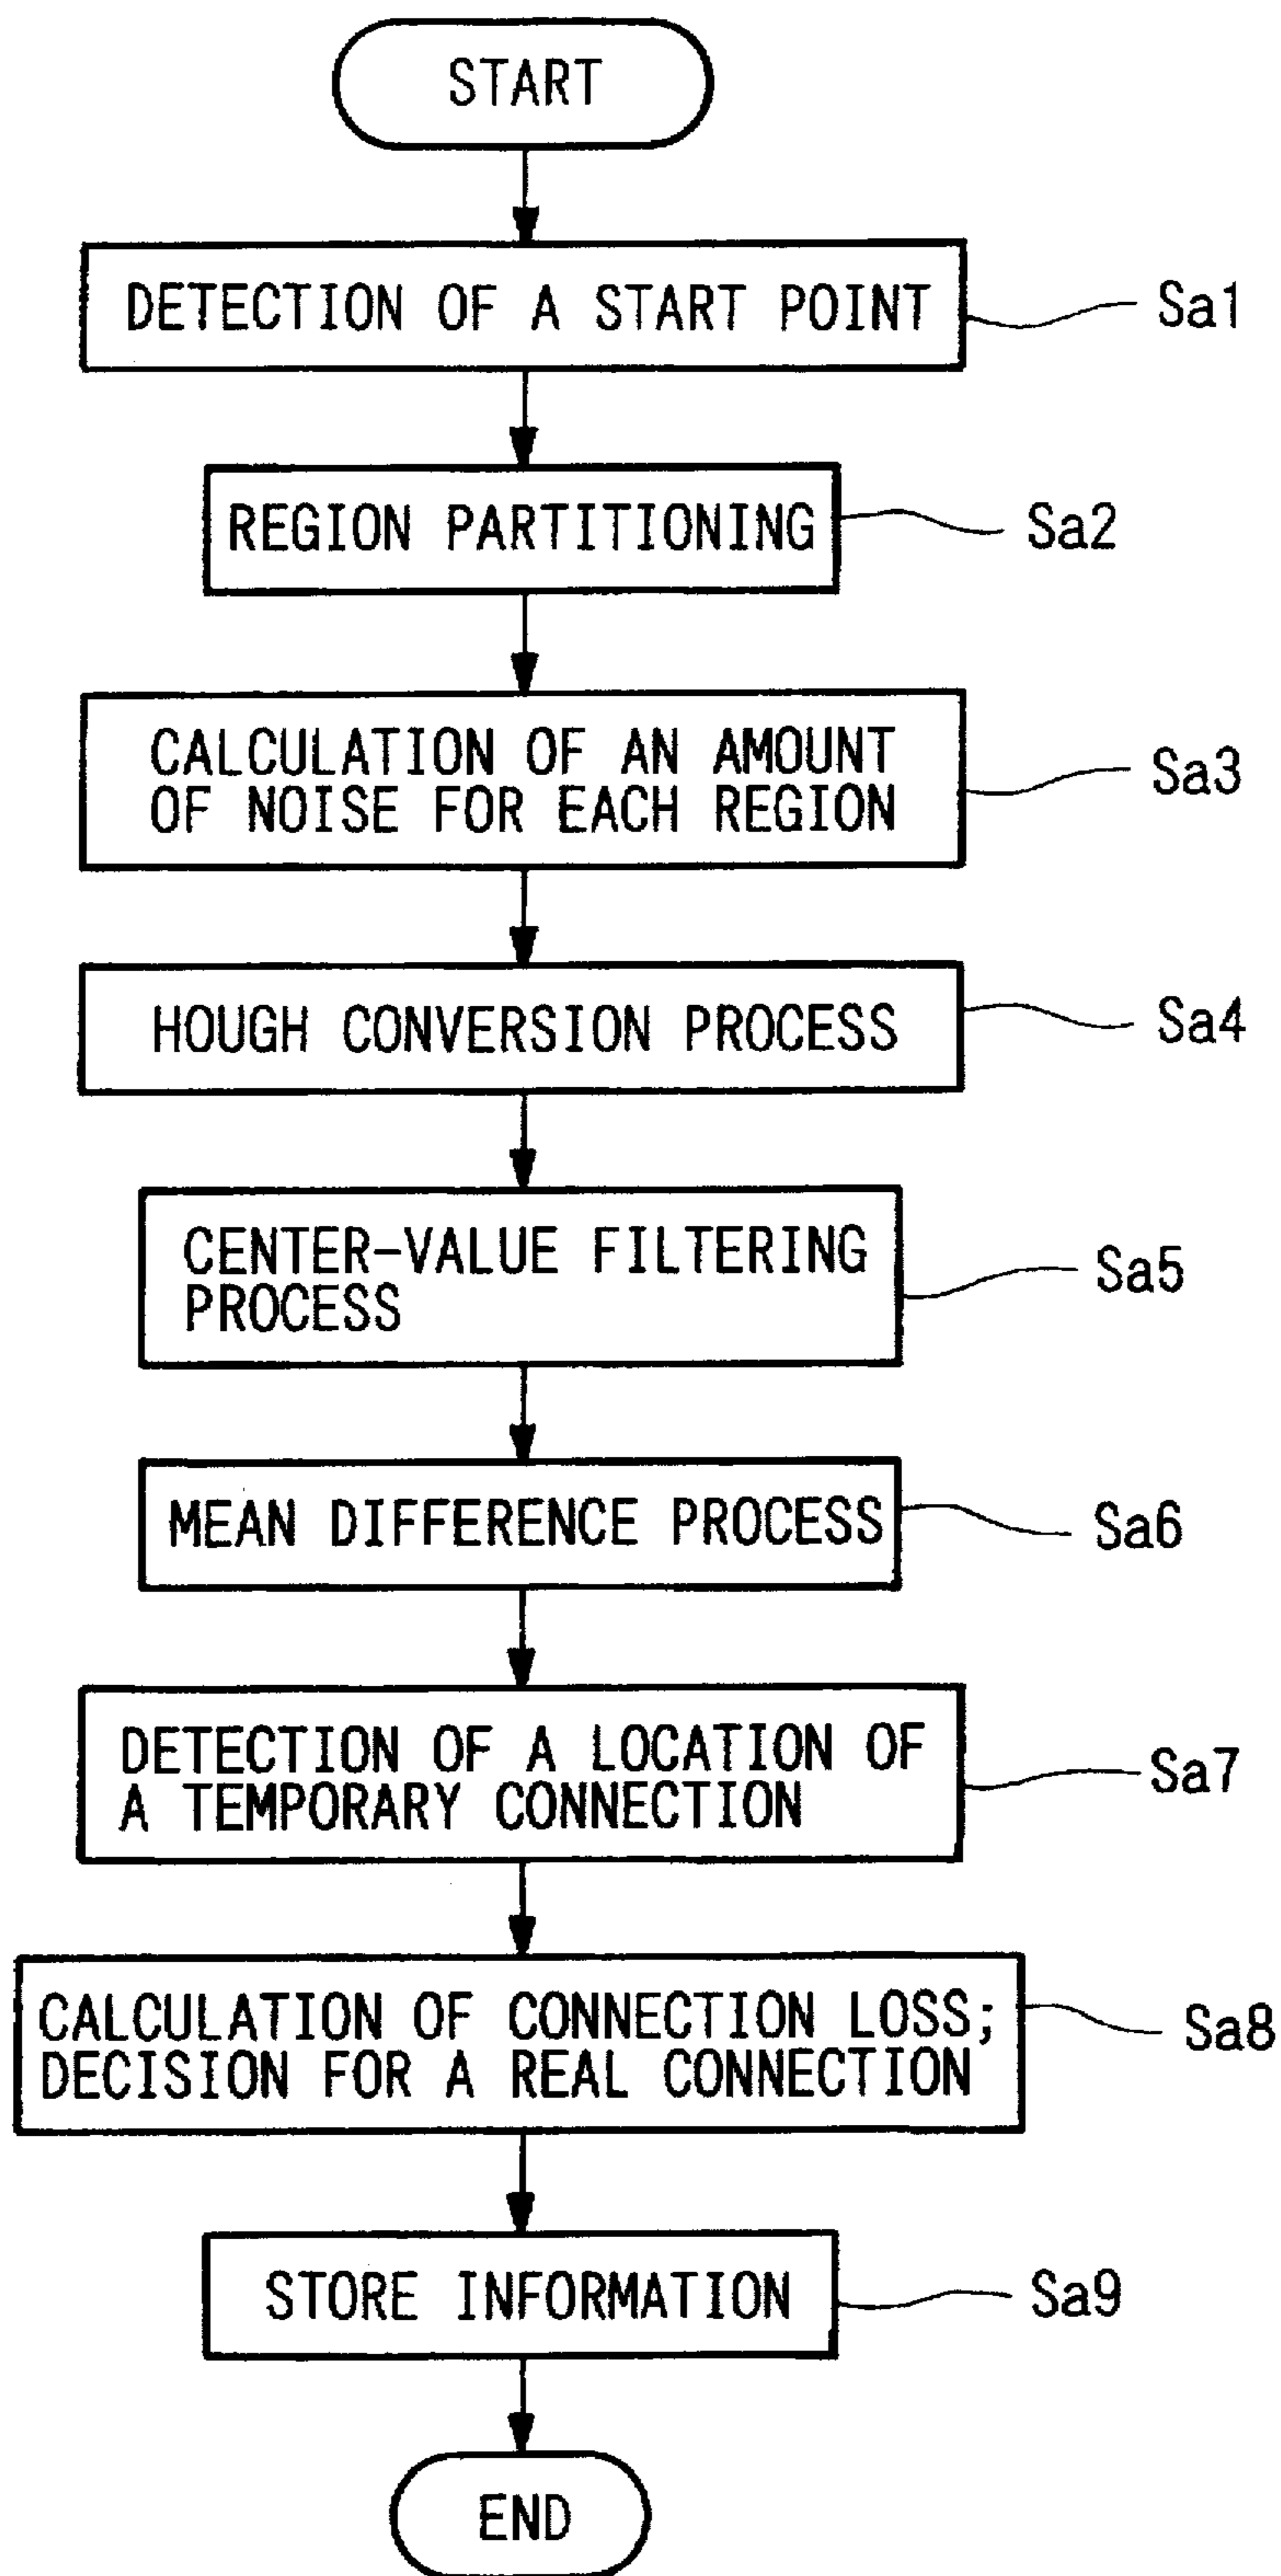 START
DETECTION OF A START POINT
Sa1
REGION PARTITIONING
Sa2
CALCULATION OF AN AMOUNT
OF NOISE FOR EACH REGION
Sa3
HOUGH CONVERSION PROCESS
Sa4
CENTER-VALUE FILTERING
PROCESS
Sa5
MEAN DIFFERENCE PROCESS
Sa6
DETECTION OF A LOCATION OF
A TEMPORARY CONNECTION
Sa7
CALCULATION OF CONNECTION LOSS;
DECISION FOR A REAL CONNECTION
Sa8
STORE INFORMATION
Sa9
END